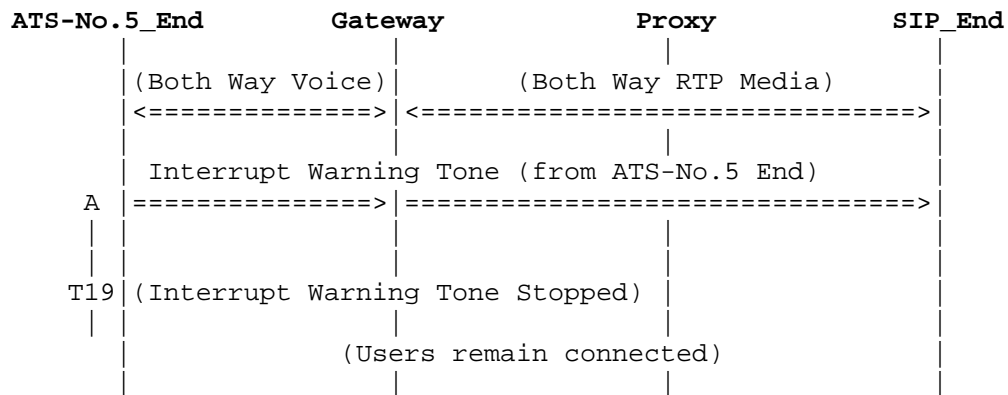 ATS-No.5_End Gateway Proxy SIP_End
(Both Way Voice) (Both Way RTP Media)
<==============> <===============================>
Interrupt Warning Tone (from ATS-No.5 End)
A ===============> ================================>
T19 (Interrupt Warning Tone Stopped)
(Users remain connected)